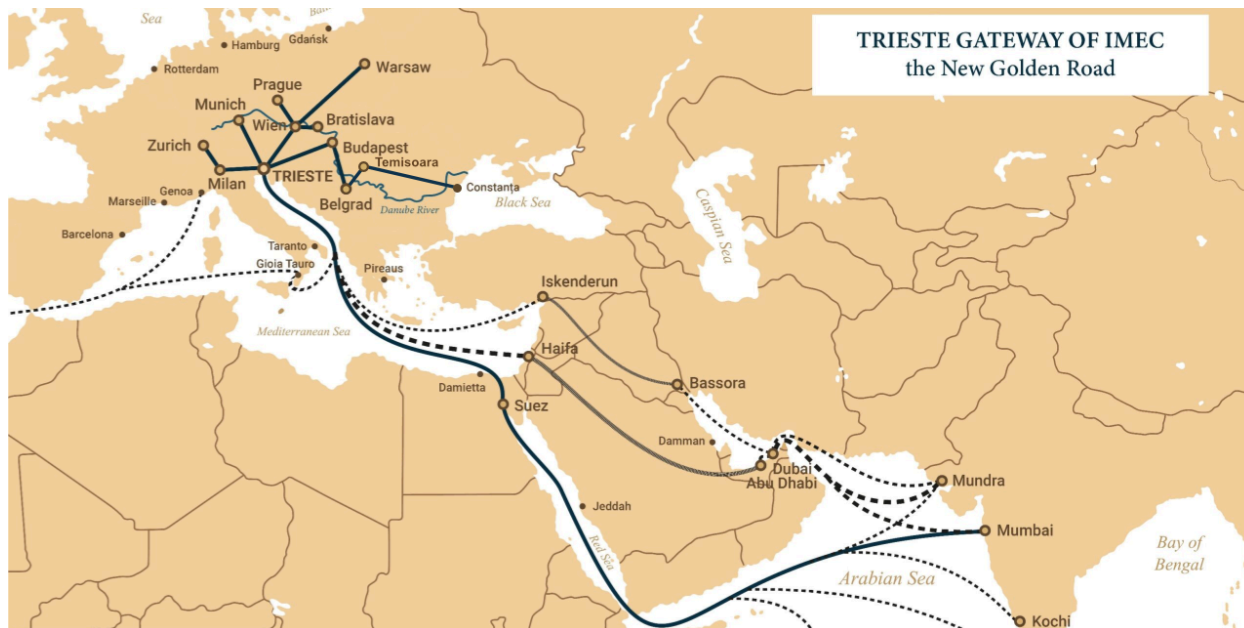 TRIESTE GATEWAY OF IMEC
the New Golden Road
Sea
Hamburg
Gdańsk
Rotterdam
Warsaw
Prague
Munich
Wien
Bratislava
Zurich
Budapest
Temisoara
TRIESTE
Milan
Genoa
Marseille
Belgrad
Danube River
Constanța
Black Sea
Caspian Sea
Barcelona
Taranto
Gioia Tauro
Pireaus
Iskenderun
Mediterranean Sea
Haifa
Damietta
Suez
Bassora
Damman
Dubai
Abu Dhabi
Mundra
Jeddah
Red Sea
Mumbai
Arabian Sea
Bay of
Bengal
Kochi